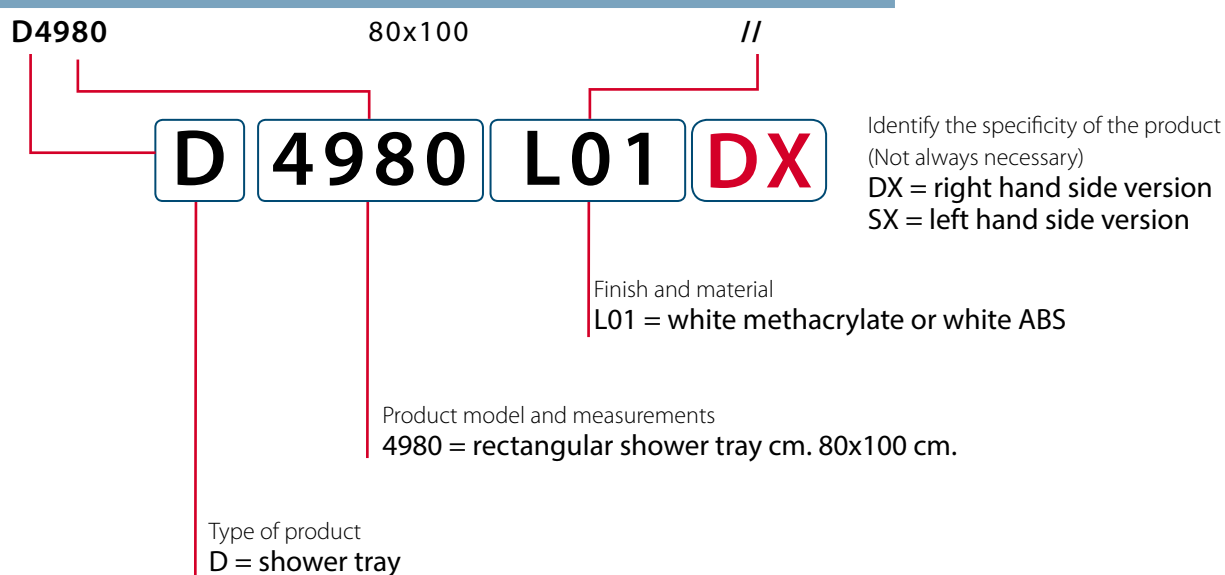 D4980 80x100 //
D 4980 L01 DX
Identify the specificity of the product
(Not always necessary)
DX = right hand side version
SX = left hand side version
Finish and material
L01 = white methacrylate or white ABS
Product model and measurements
4980 = rectangular shower tray cm. 80x100 cm.
Type of product
D = shower tray